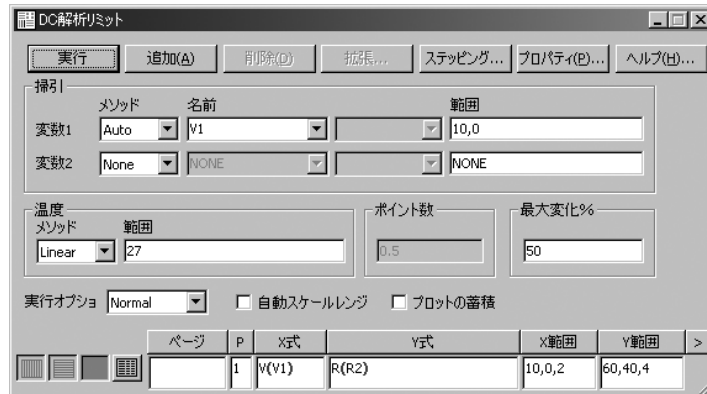 DC解析リミット
実行 追加(A) 削除(D) 拡張... ステッピング... プロパティ(P)... ヘルプ(H)...
掃引
メソッド 名前 範囲
変数1 Auto V1 10,0
変数2 None NONE NONE
温度 ポイント数 最大変化%
メソッド 範囲
Linear 27 0.5 50
実行オプショ Normal 自動スケールレンジ プロットの蓄積
ページ P X式 Y式 X範囲 Y範囲 >
1 V(V1) R(R2) 10,0,2 60,40,4